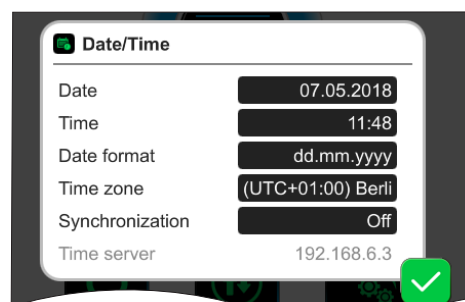 Date/Time
Date 07.05.2018
Time 11:48
Date format dd.mm.yyyy
Time zone (UTC+01:00) Berli
Synchronization Off
Time server 192.168.6.3